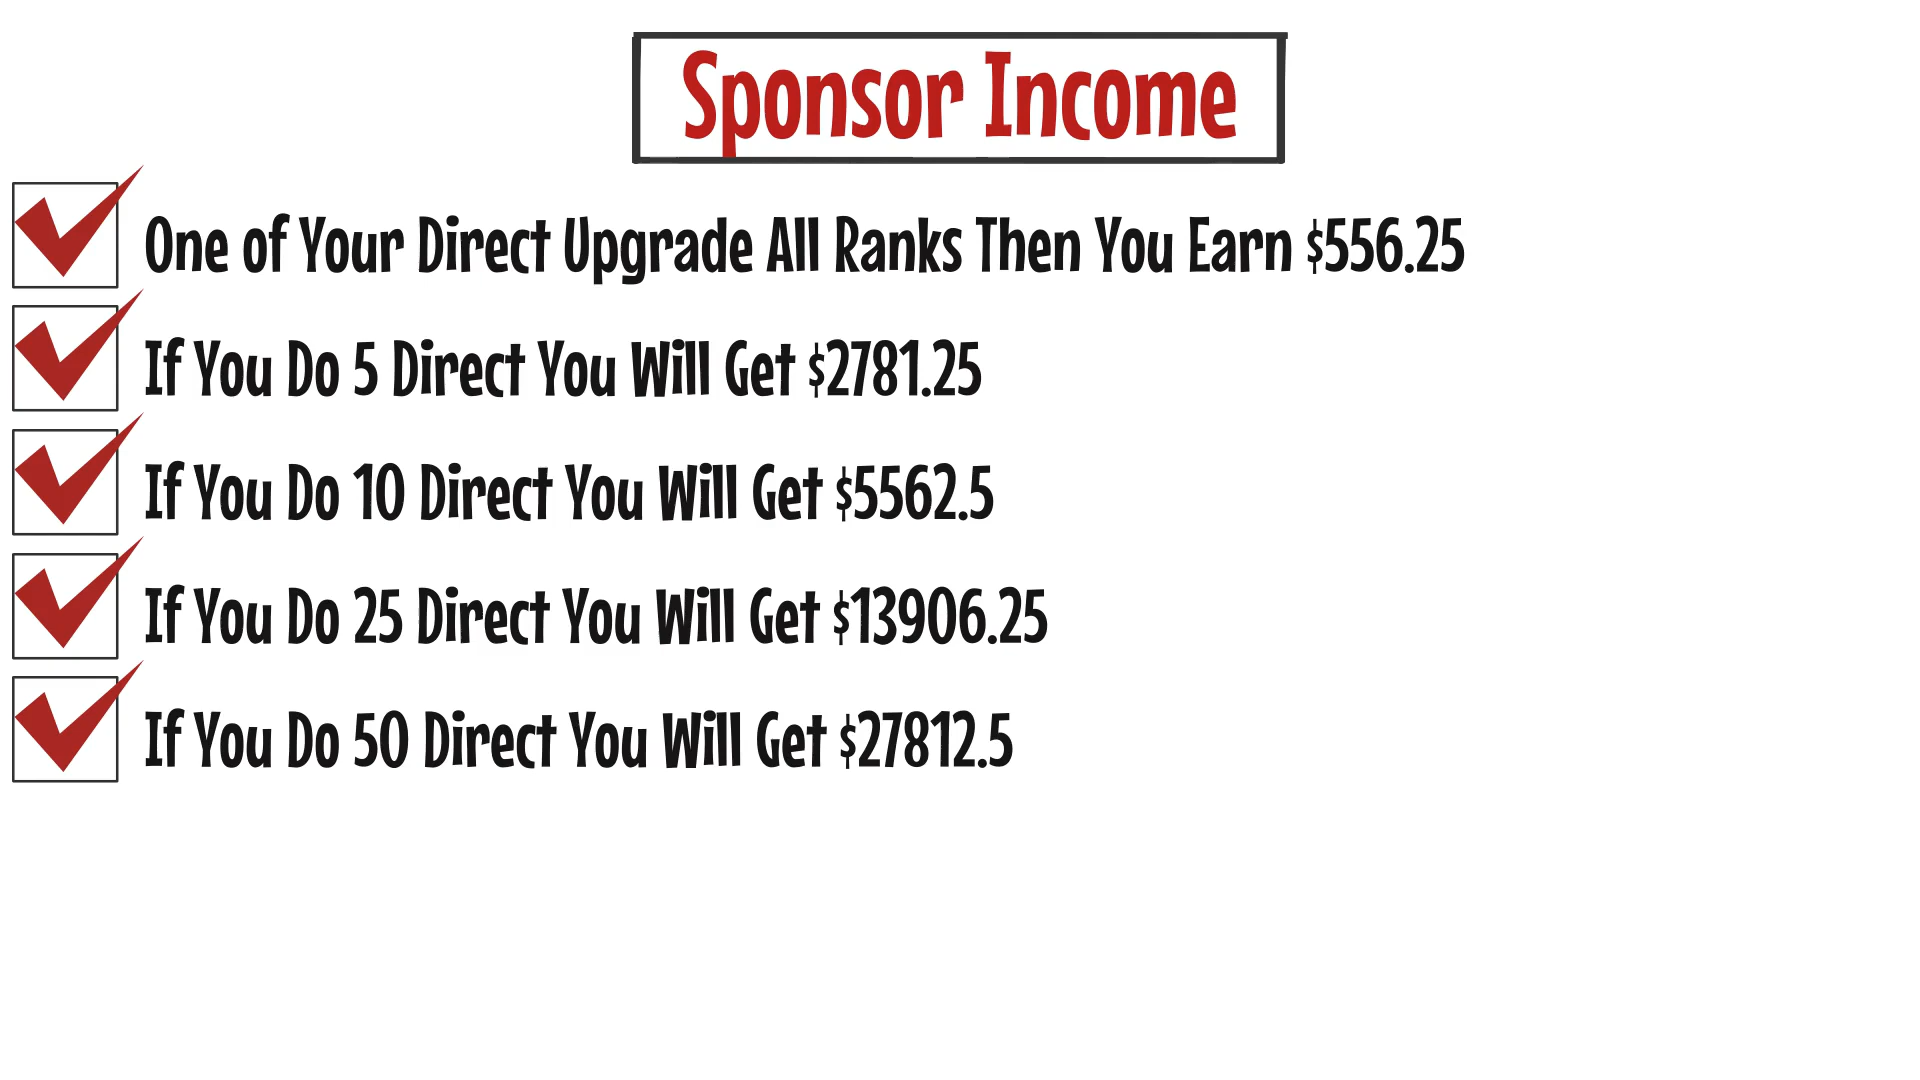 Sponsor Income
One of Your Direct Upgrade All Ranks Then You Earn $556.25
If You Do 5 Direct You Will Get $2781.25
If You Do 10 Direct You Will Get $5562.5
If You Do 25 Direct You Will Get $13906.25
If You Do 50 Direct You Will Get $27812.5